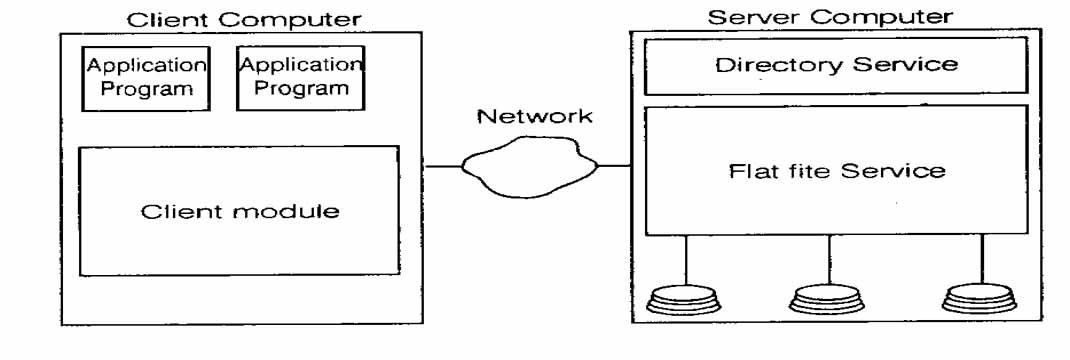 Client Computer
Application
Program
Application
Program
Client module
Network
Server Computer
Directory Service
Flat fite Service